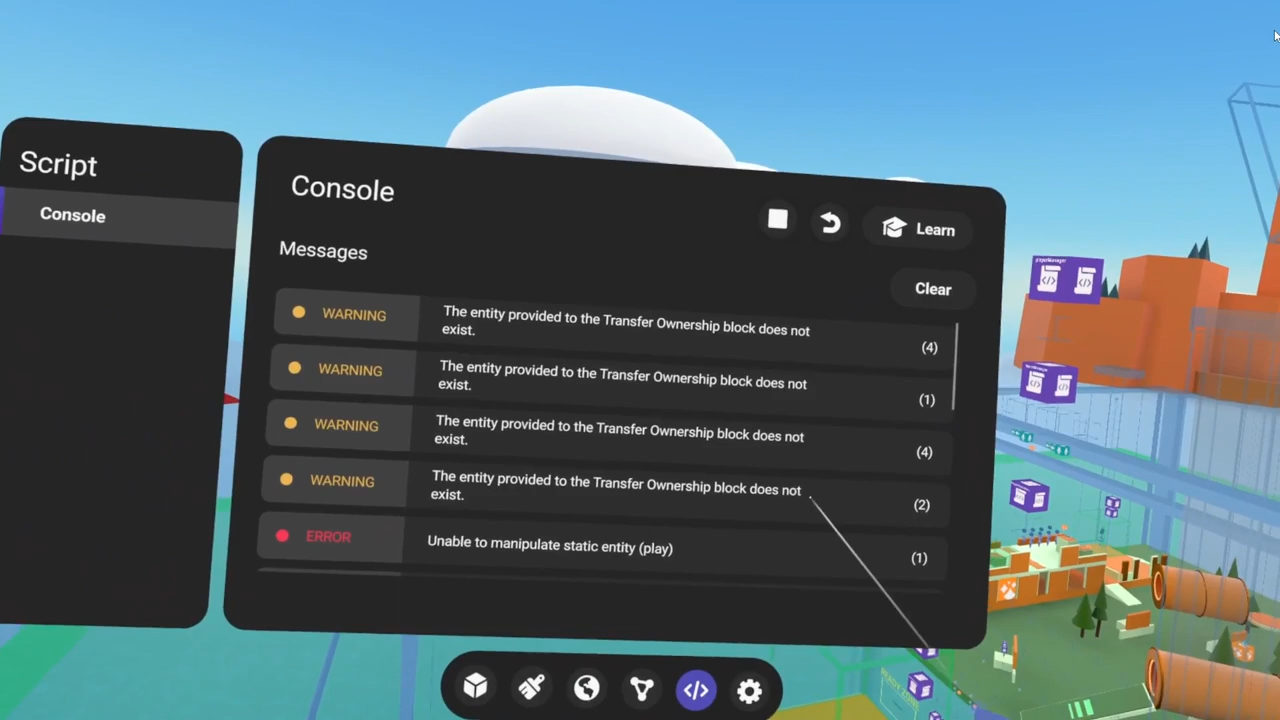 Script
Console
Console
Learn
Messages
Clear
WARNING
The entity provided to the Transfer Ownership block does not
exist.
(4)
WARNING
The entity provided to the Transfer Ownership block does not
exist.
(1)
WARNING
The entity provided to the Transfer Ownership block does not
exist.
(4)
WARNING
The entity provided to the Transfer Ownership block does not
exist.
(2)
ERROR
Unable to manipulate static entity (play)
(1)